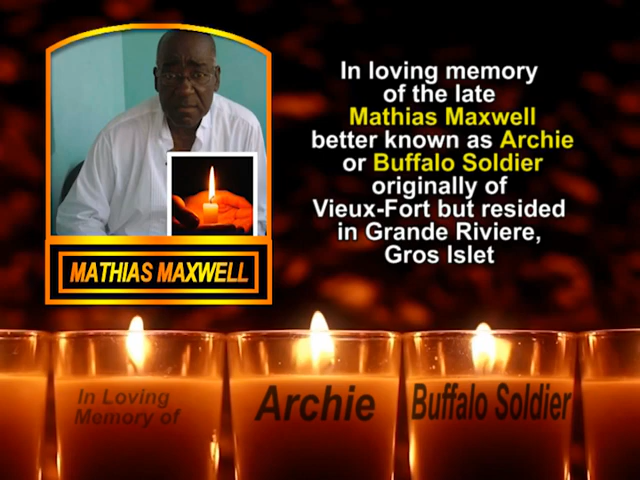 In loving memory
of the late
Mathias Maxwell
better known as Archie
or Buffalo Soldier
originally of
Vieux-Fort but resided
in Grande Riviere,
Gros Islet
MATHIAS MAXWELL
In Loving
Memory of
Archie
Buffalo Soldier